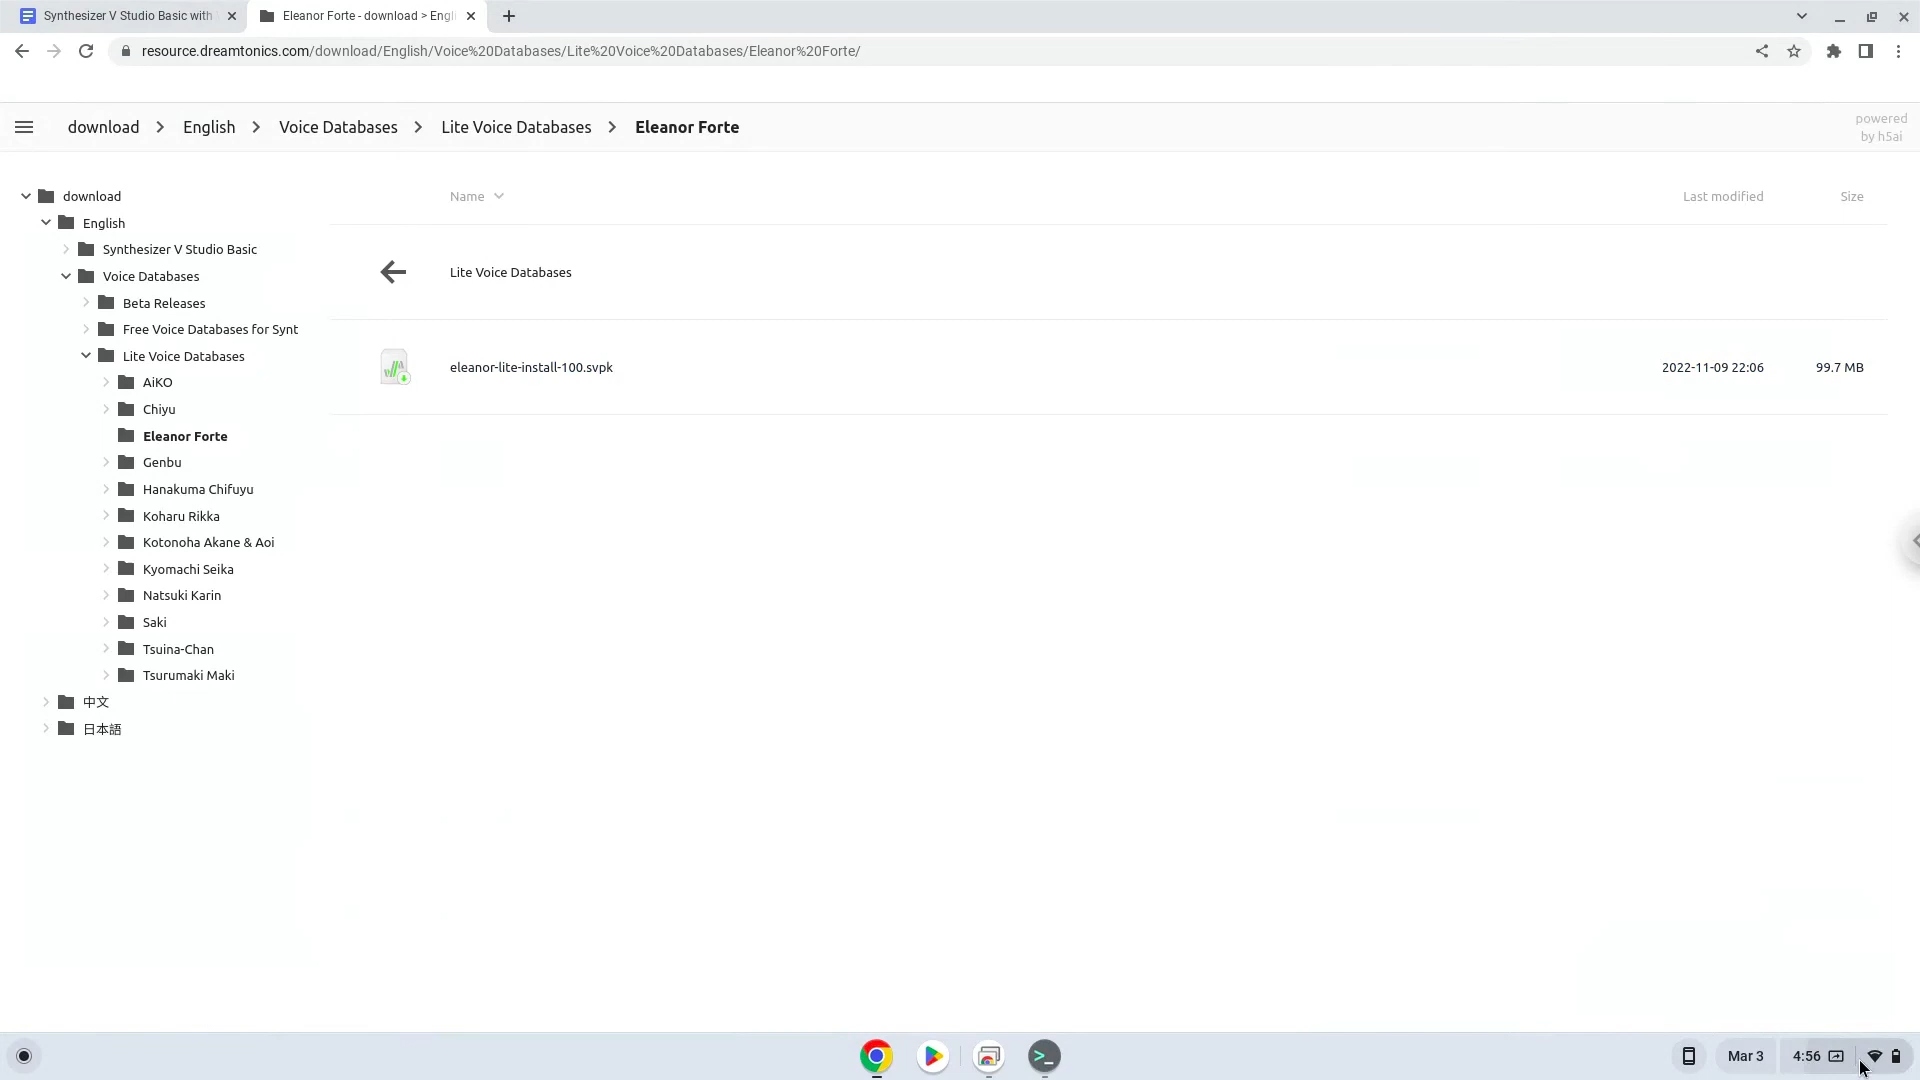 Synthesizer V Studio Basic with
Eleanor Forte - download > Engl
resource.dreamtonics.com/download/English/Voice%20Databases/Lite%20Voice%20Databases/Eleanor%20Forte/
download > English > Voice Databases > Lite Voice Databases > Eleanor Forte
powered
by h5ai
download
English
Synthesizer V Studio Basic
Voice Databases
Beta Releases
Free Voice Databases for Synt
Lite Voice Databases
AiKO
Chiyu
Eleanor Forte
Genbu
Hanakuma Chifuyu
Koharu Rikka
Kotonoha Akane & Aoi
Kyomachi Seika
Natsuki Karin
Saki
Tsuina-Chan
Tsurumaki Maki
中文
日本語
Name Last modified Size
Lite Voice Databases
eleanor-lite-install-100.svpk 2022-11-09 22:06 99.7 MB
Mar 3 4:56